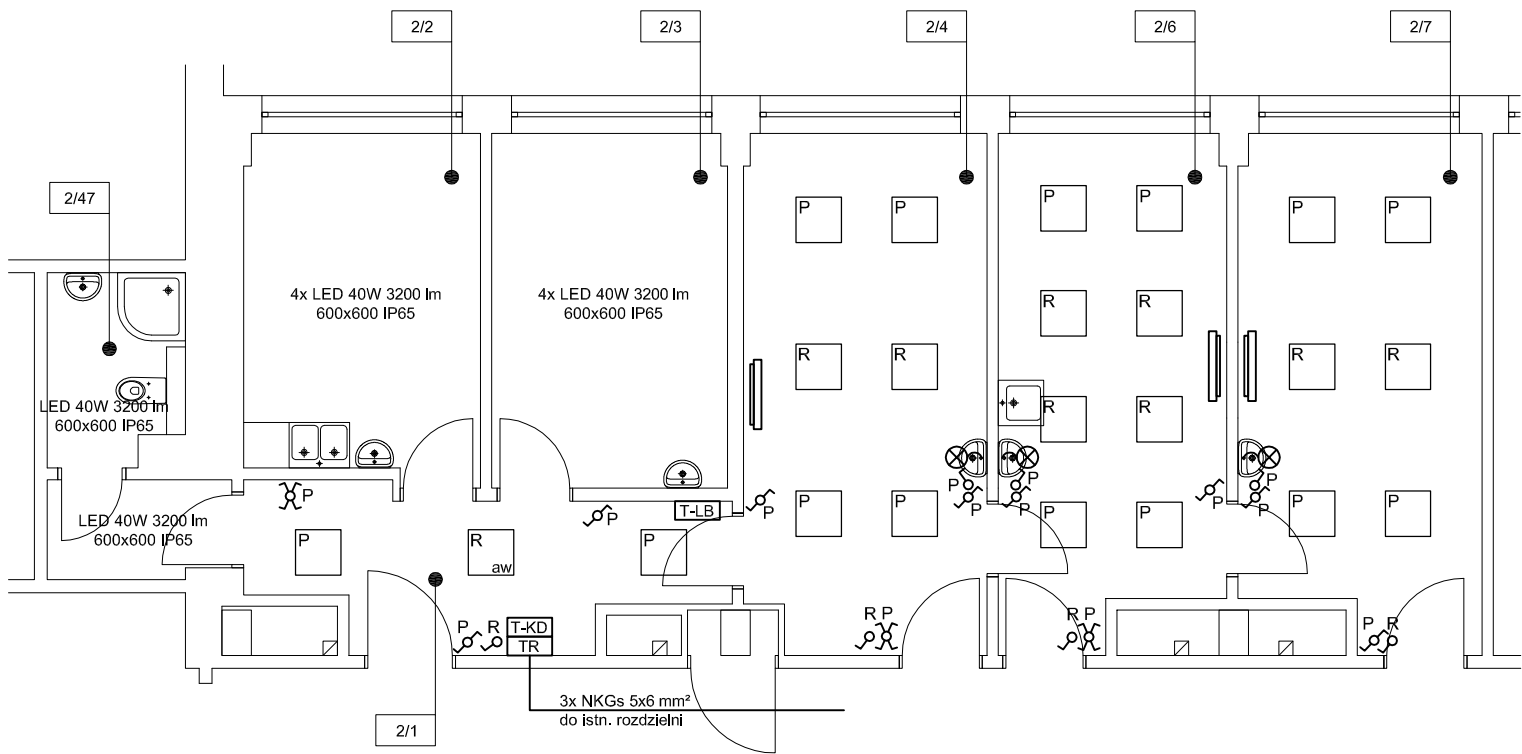 2/2
2/3
2/4
2/6
2/7
2/47
P
P
P
P
P
P
4x LED 40W 3200 lm
600x600 IP65
4x LED 40W 3200 lm
600x600 IP65
R
R
R
R
R
R
LED 40W 3200 lm
600x600 IP65
R
R
P
P
P
P
P
T-LB
P
P
P
P
P
P
P
P
P
P
P
P
LED 40W 3200 lm
600x600 IP65
P
R
aw
P
P
R
T-KD
TR
R
P
R
P
P
R
3x NKGs 5x6 mm²
do istn. rozdzielni
2/1